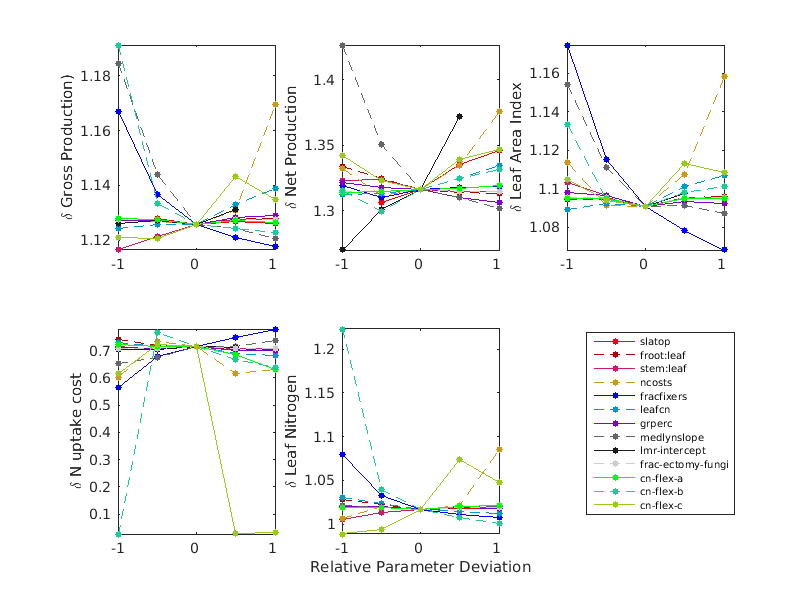 δ Gross Production)
1.18
1.16
1.14
1.12
-1 0 1
δ Net Production
1.4
1.35
1.3
-1 0 1
δ Leaf Area Index
1.16
1.14
1.12
1.1
1.08
-1 0 1
δ N uptake cost
0.7
0.6
0.5
0.4
0.3
0.2
0.1
-1 0 1
δ Leaf Nitrogen
1.2
1.15
1.1
1.05
1
-1 0 1
Relative Parameter Deviation
slatop
froot:leaf
stem:leaf
ncosts
fracfixers
leafcn
grperc
medlynslope
lmr-intercept
frac-ectomy-fungi
cn-flex-a
cn-flex-b
cn-flex-c